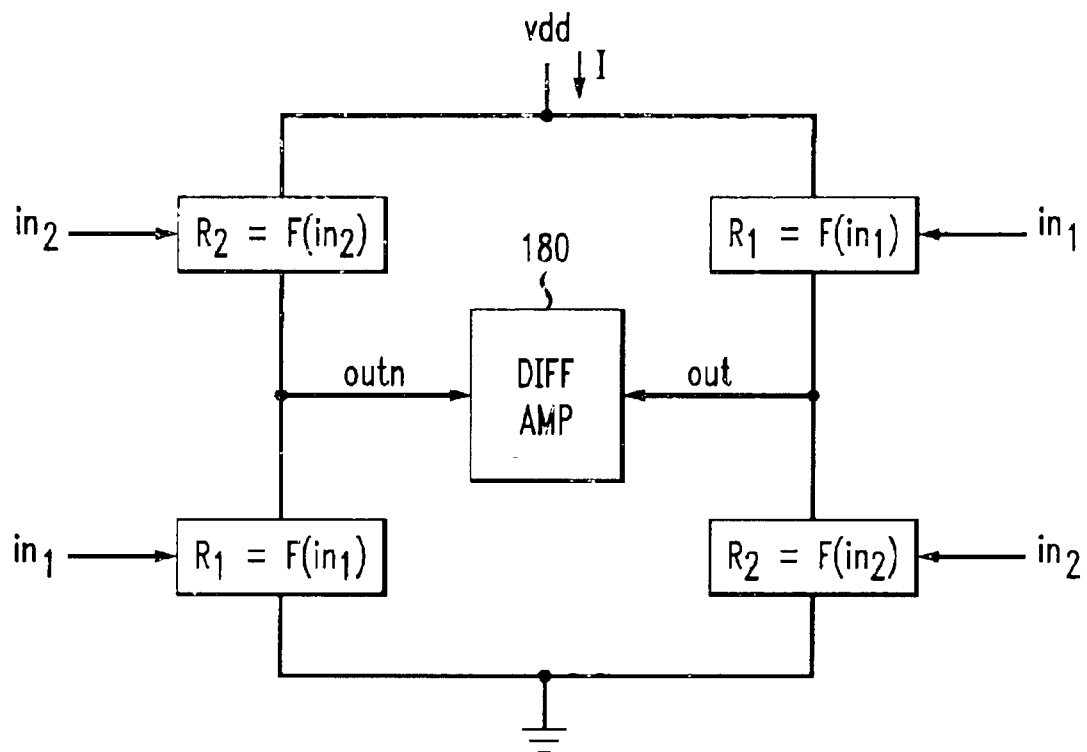 vdd
I
in2
R2 = F(in2)
R1 = F(in1)
in1
180
outn
DIFF
AMP
out
in1
R1 = F(in1)
R2 = F(in2)
in2